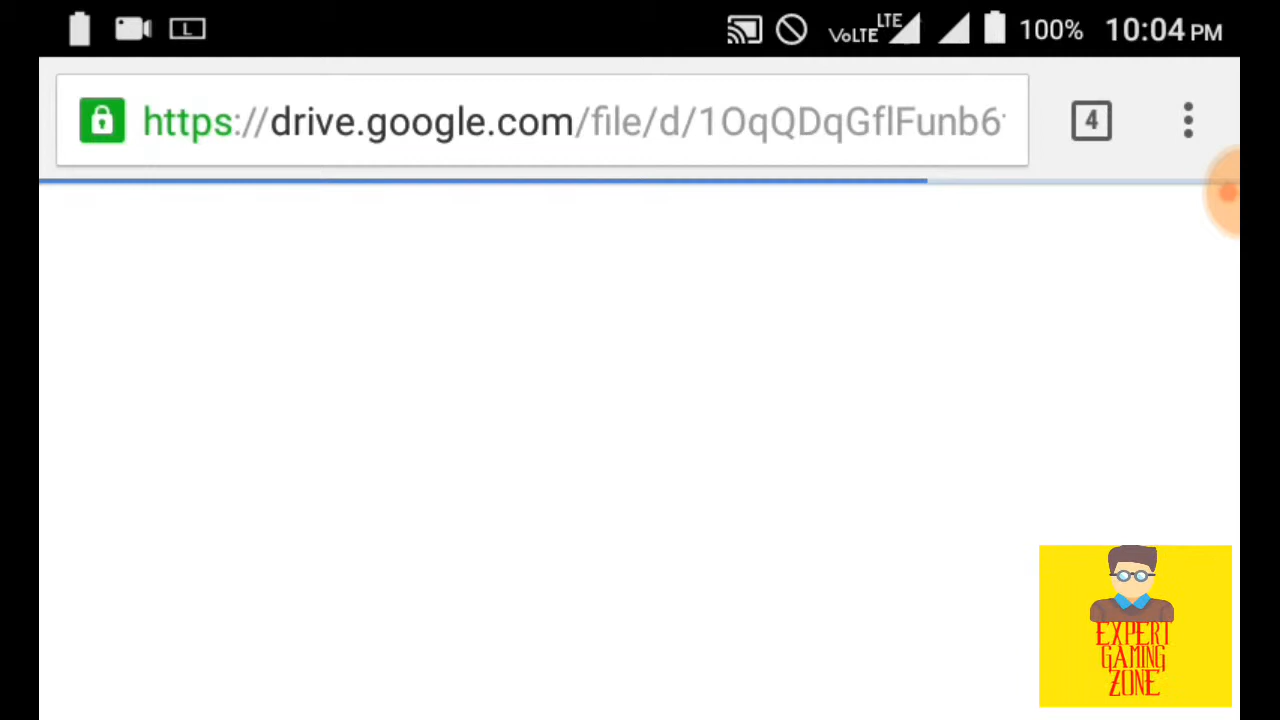 L LTE VoLTE 100% 10:04 PM
https://drive.google.com/file/d/1OqQDqGflFunb6 4
EXPERT
GAMING
ZONE